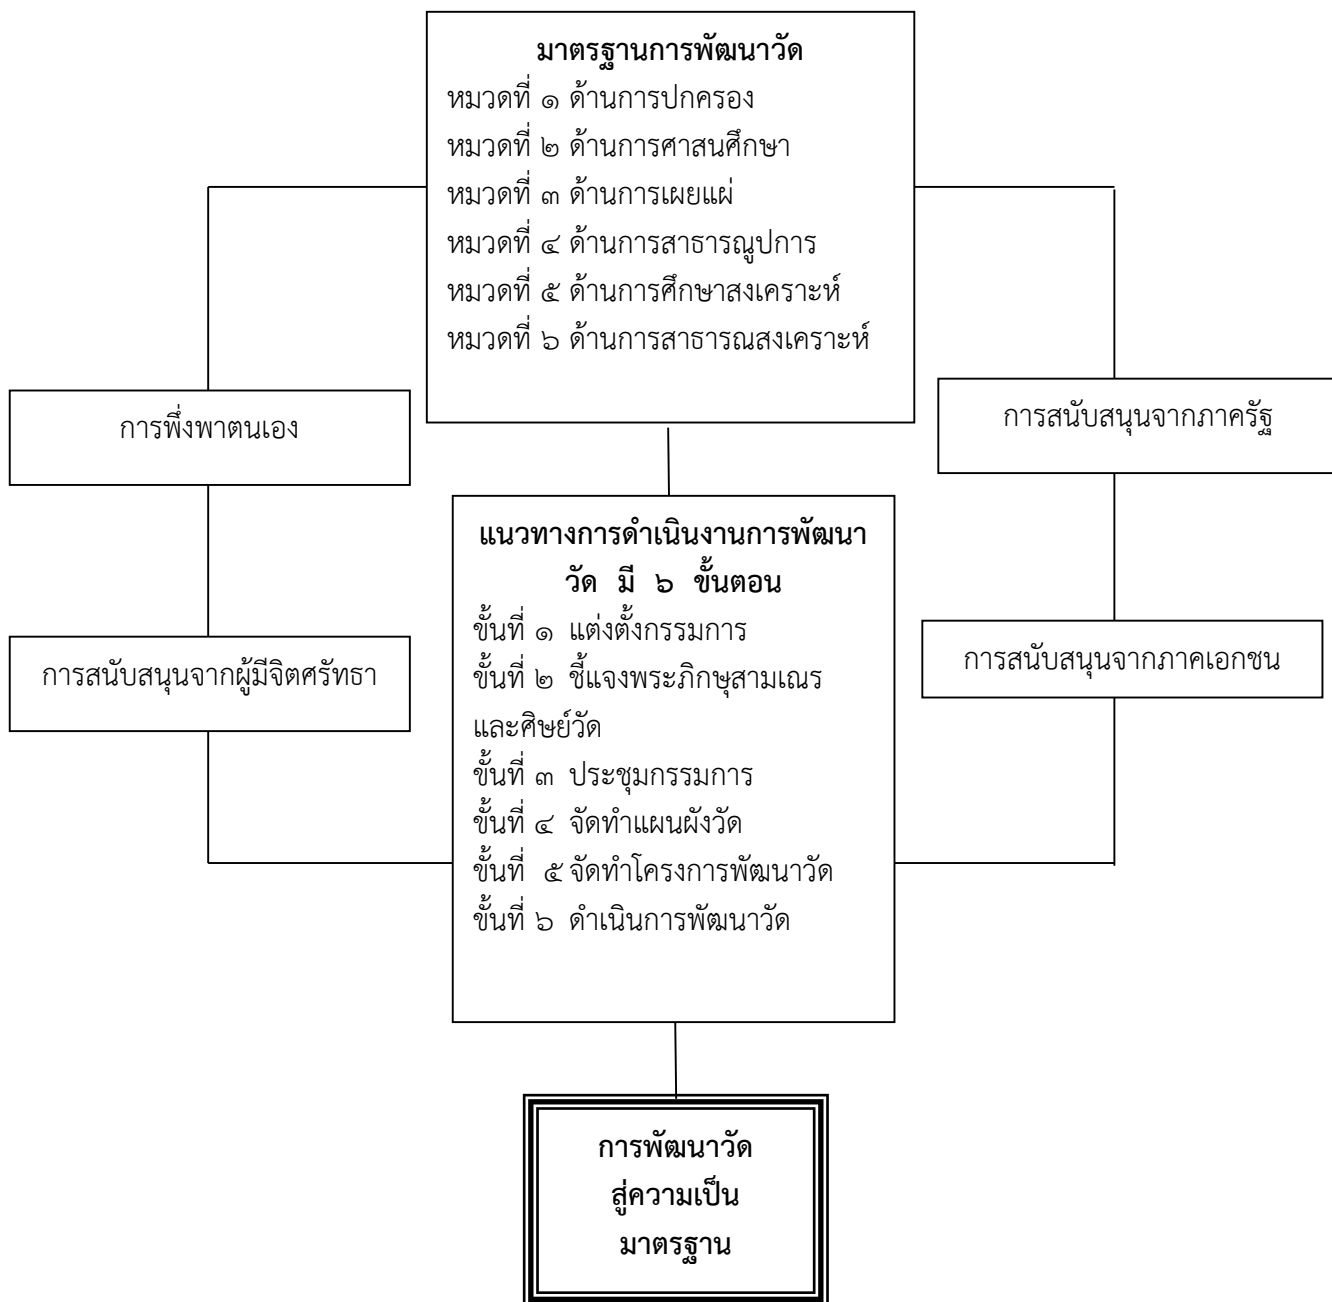 มาตรฐานการพัฒนาวัด
หมวดที่ ๑ ด้านการปกครอง
หมวดที่ ๒ ด้านการศาสนศึกษา
หมวดที่ ๓ ด้านการเผยแผ่
หมวดที่ ๔ ด้านการสาธารณูปการ
หมวดที่ ๕ ด้านการศึกษาสงเคราะห์
หมวดที่ ๖ ด้านการสาธารณสงเคราะห์
การพึ่งพาตนเอง
การสนับสนุนจากภาครัฐ
การสนับสนุนจากผู้มีจิตศรัทธา
การสนับสนุนจากภาคเอกชน
แนวทางการดำเนินงานการพัฒนา
วัด มี ๖ ขั้นตอน
ขั้นที่ ๑ แต่งตั้งกรรมการ
ขั้นที่ ๒ ชี้แจงพระภิกษุสามเณร
และศิษย์วัด
ขั้นที่ ๓ ประชุมกรรมการ
ขั้นที่ ๔ จัดทำแผนผังวัด
ขั้นที่ ๕ จัดทำโครงการพัฒนาวัด
ขั้นที่ ๖ ดำเนินการพัฒนาวัด
การพัฒนาวัด
สู่ความเป็น
มาตรฐาน